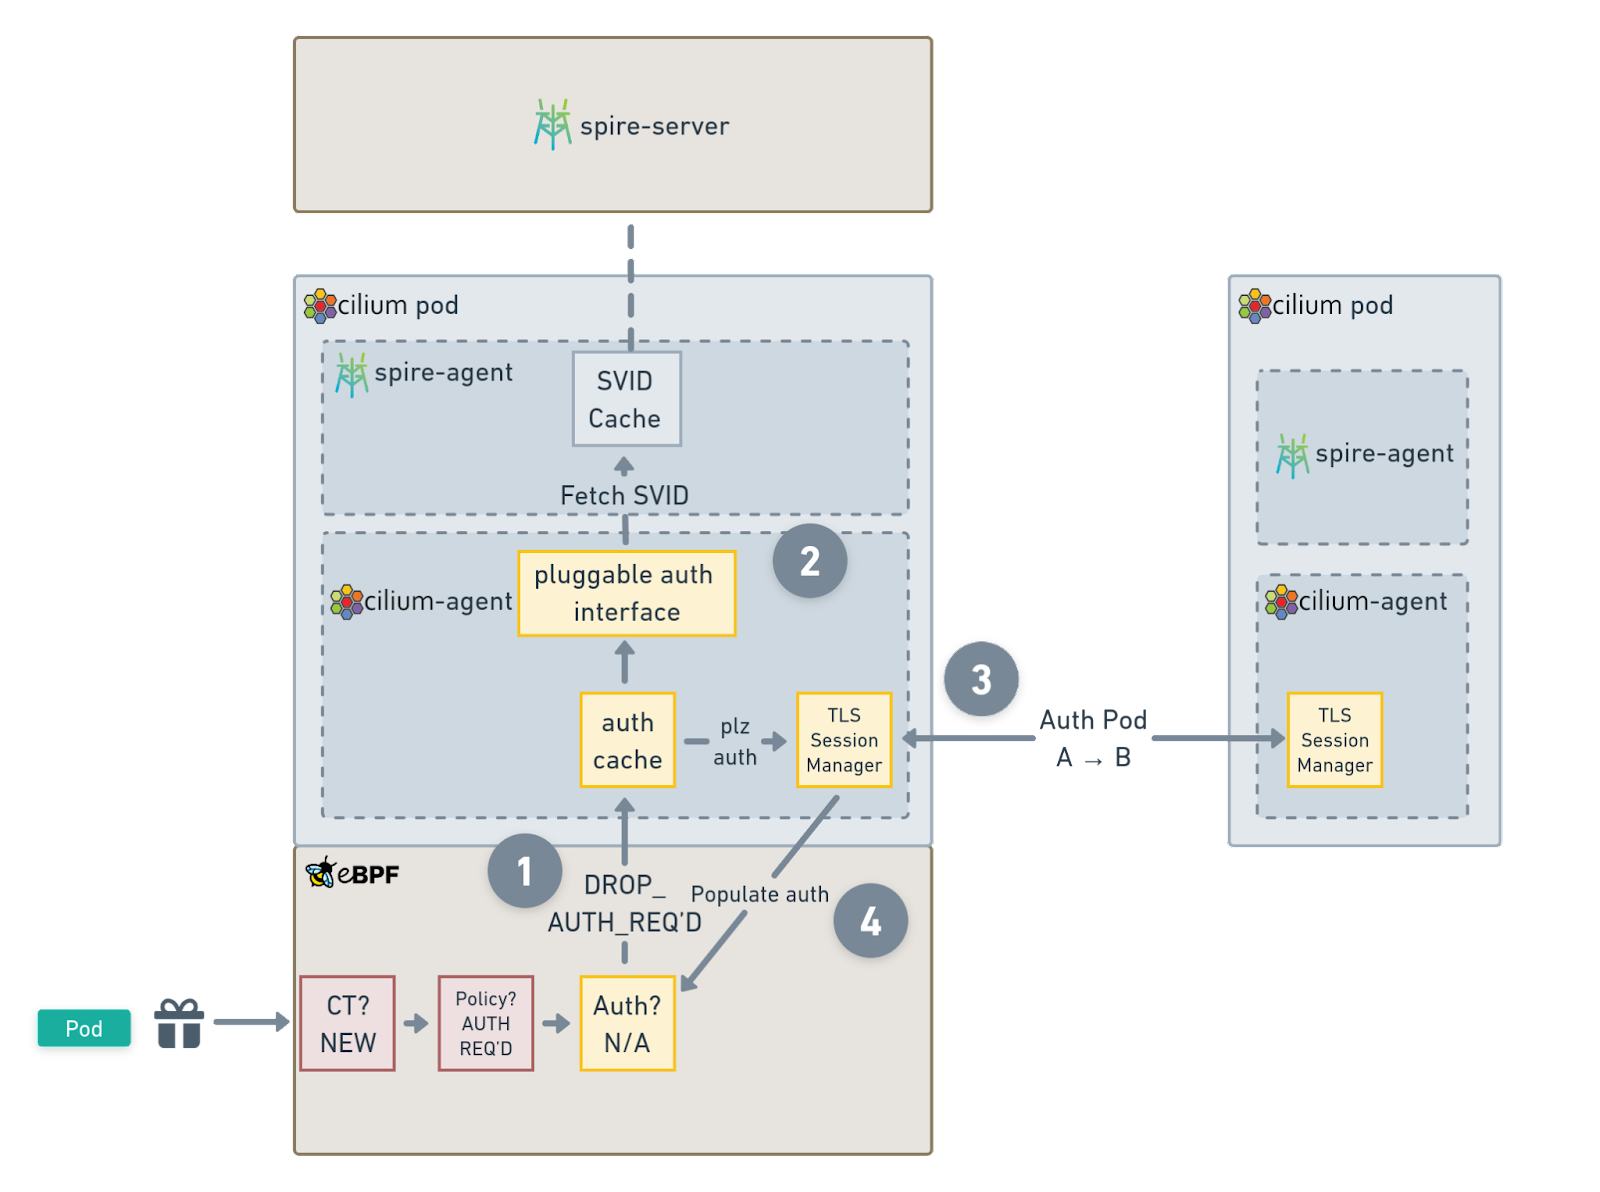 spire-server
cilium pod
spire-agent
SVID
Cache
Fetch SVID
2
cilium-agent
pluggable auth
interface
auth
cache
plz
auth
TLS
Session
Manager
3
Auth Pod
A → B
cilium pod
spire-agent
cilium-agent
TLS
Session
Manager
eBPF
1
DROP_
AUTH_REQ'D
Populate auth
4
Pod
CT?
NEW
Policy?
AUTH
REQ'D
Auth?
N/A